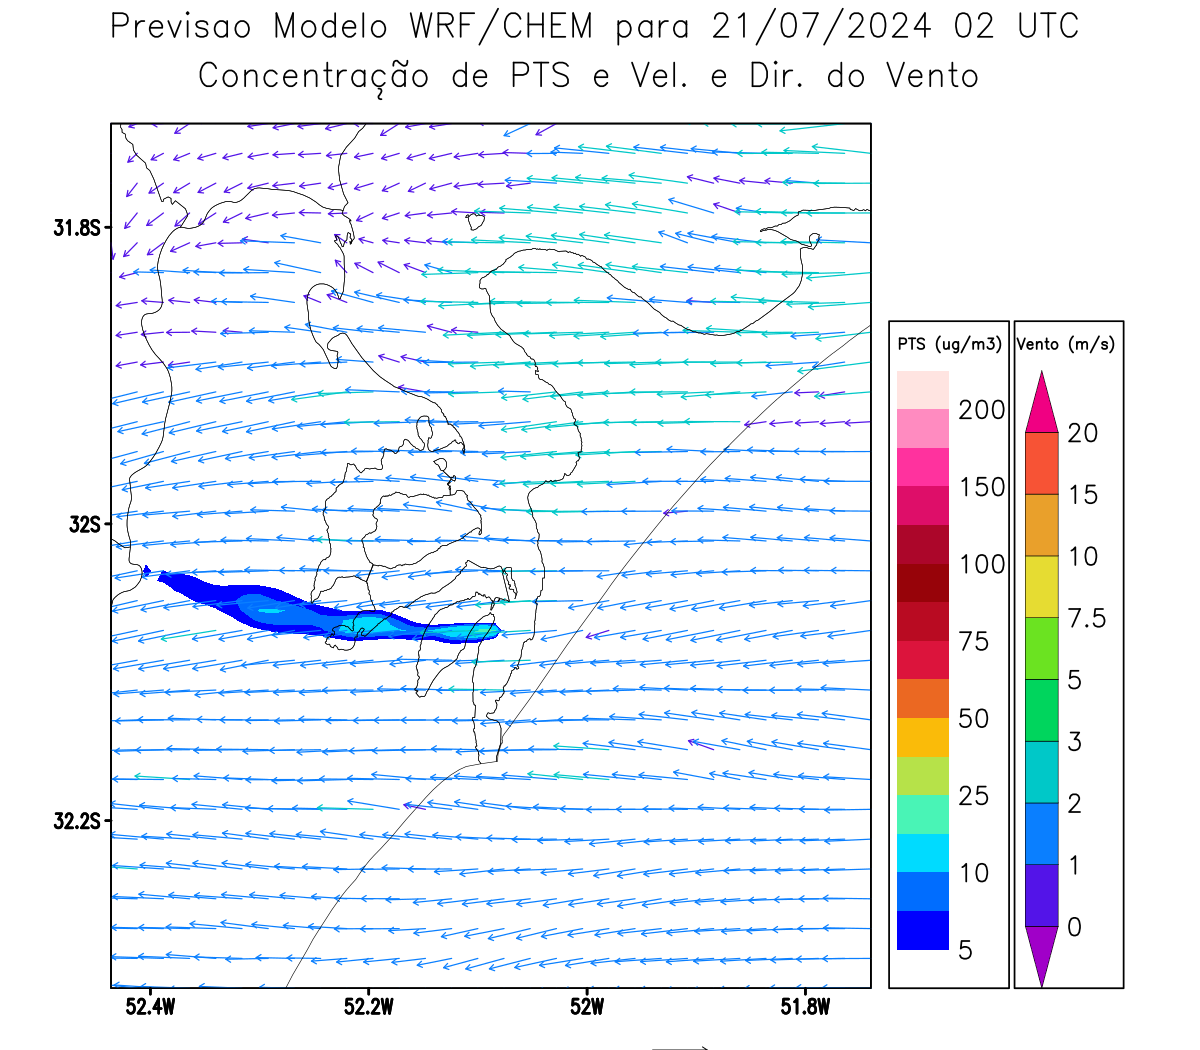 Previsao Modelo WRF/CHEM para 21/07/2024 02 UTC
Concentração de PTS e Vel. e Dir. do Vento
31.8S
32S
32.2S
52.4W 52.2W 52W 51.8W
PTS (ug/m3)
200
150
100
75
50
25
10
5
Vento (m/s)
20
15
10
7.5
5
3
2
1
0